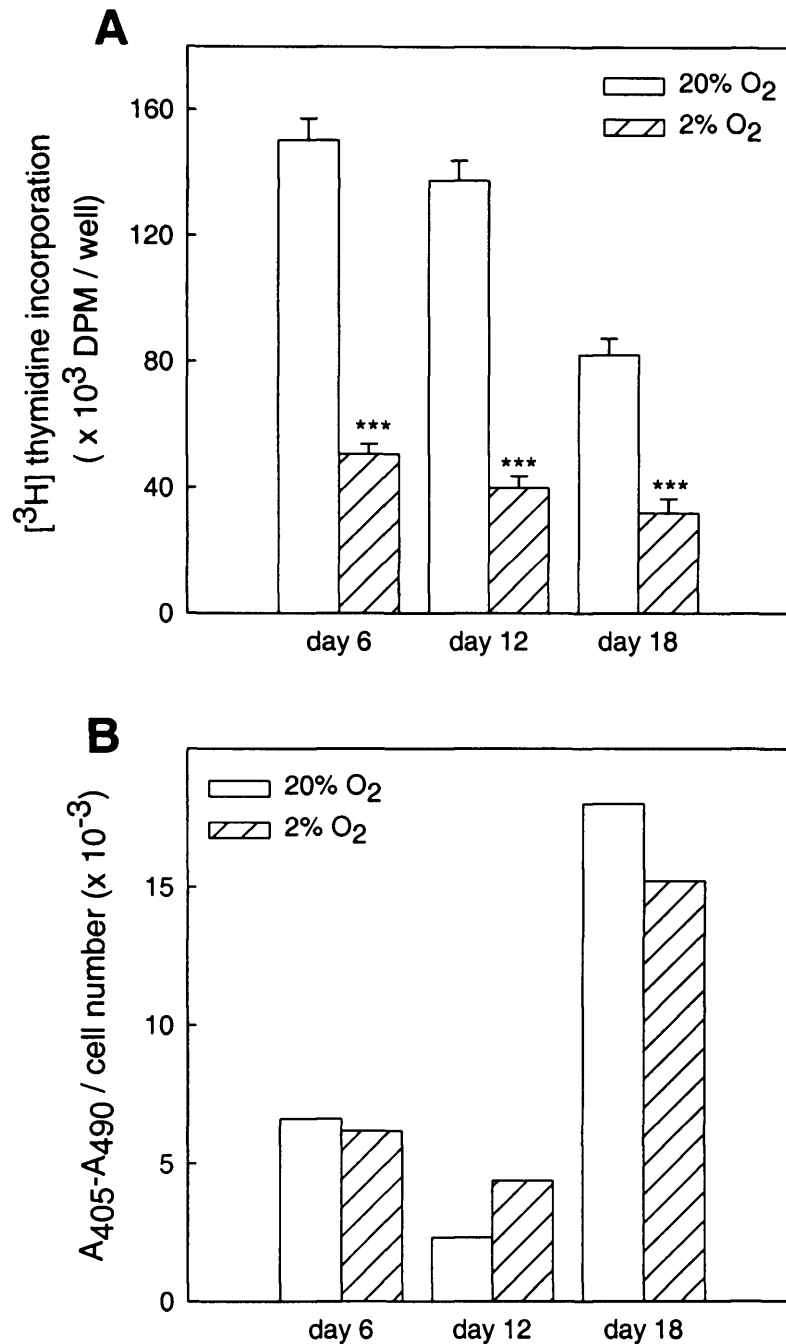 A
[³H] thymidine incorporation
( x 10³ DPM / well)
160
120
80
40
0
20% O₂
2% O₂
***
***
***
day 6
day 12
day 18
B
A₄₀₅-A₄₉₀ / cell number (x 10⁻³)
20% O₂
2% O₂
15
10
5
0
day 6
day 12
day 18